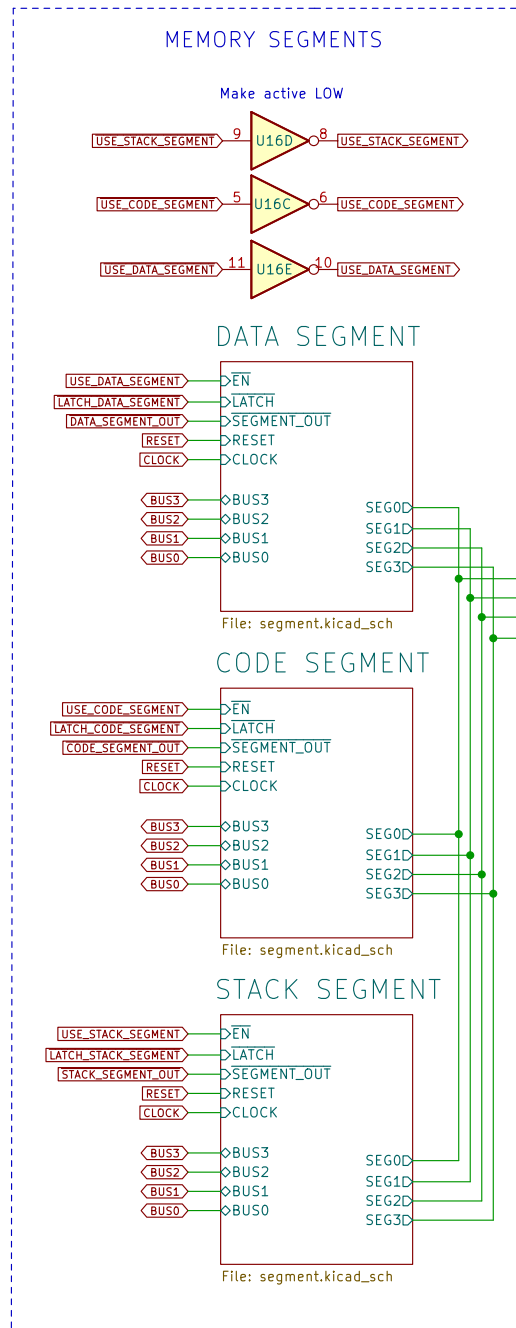 MEMORY SEGMENTS
Make active LOW
USE_STACK_SEGMENT 9 U16D 8 USE_STACK_SEGMENT
USE_CODE_SEGMENT 5 U16C 6 USE_CODE_SEGMENT
USE_DATA_SEGMENT 11 U16E 10 USE_DATA_SEGMENT
DATA SEGMENT
USE_DATA_SEGMENT EN
LATCH_DATA_SEGMENT LATCH
DATA_SEGMENT_OUT SEGMENT_OUT
RESET RESET
CLOCK CLOCK
BUS3 BUS3
SEG0
BUS2 BUS2
SEG1
BUS1 BUS1
SEG2
BUS0 BUS0
SEG3
File: segment.kicad_sch
CODE SEGMENT
USE_CODE_SEGMENT EN
LATCH_CODE_SEGMENT LATCH
CODE_SEGMENT_OUT SEGMENT_OUT
RESET RESET
CLOCK CLOCK
BUS3 BUS3
SEG0
BUS2 BUS2
SEG1
BUS1 BUS1
SEG2
BUS0 BUS0
SEG3
File: segment.kicad_sch
STACK SEGMENT
USE_STACK_SEGMENT EN
LATCH_STACK_SEGMENT LATCH
STACK_SEGMENT_OUT SEGMENT_OUT
RESET RESET
CLOCK CLOCK
BUS3 BUS3
SEG0
BUS2 BUS2
SEG1
BUS1 BUS1
SEG2
BUS0 BUS0
SEG3
File: segment.kicad_sch